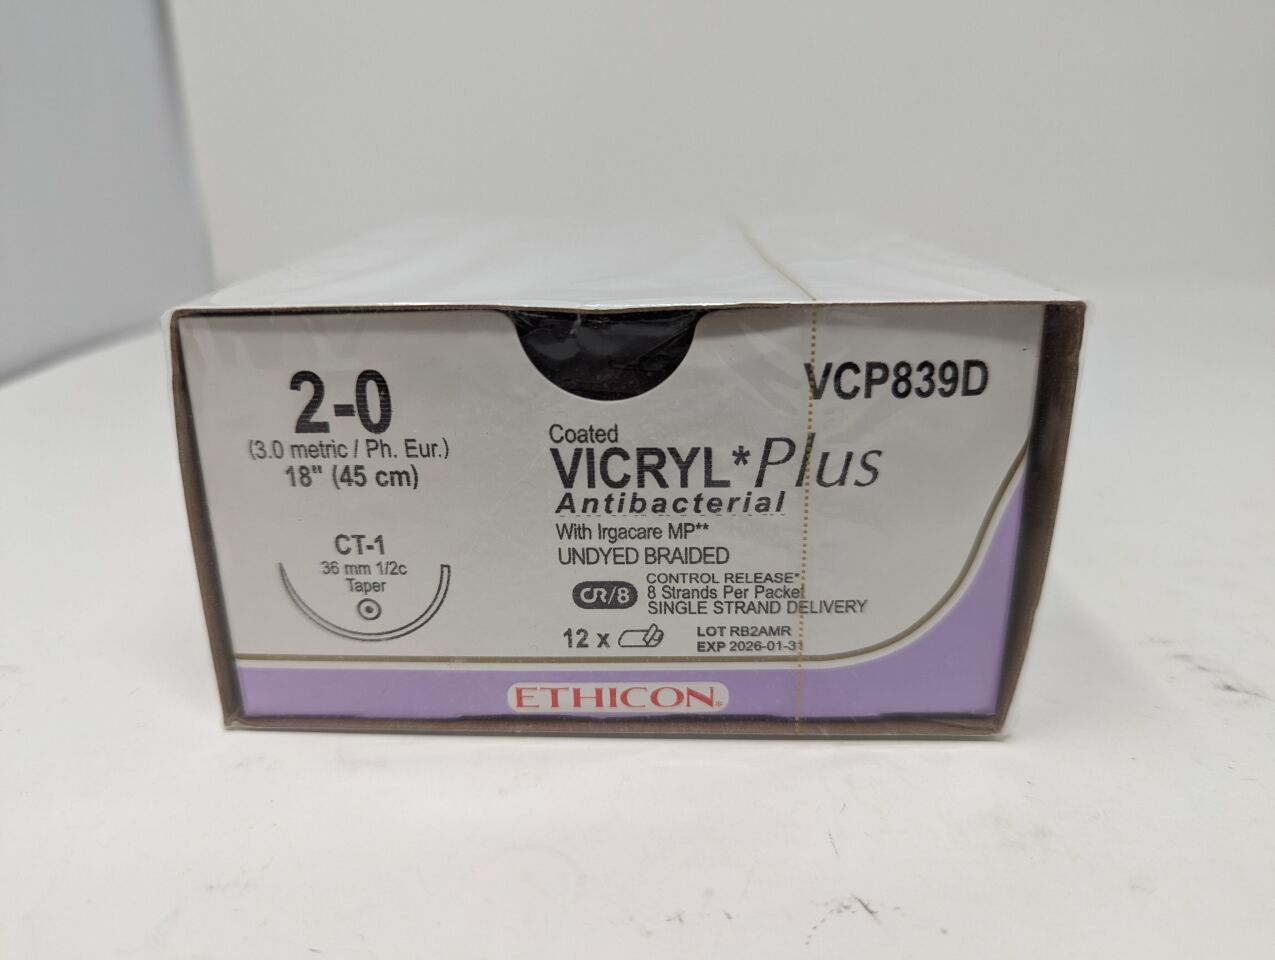 2-0
(3.0 metric / Ph. Eur.)
18" (45 cm)
CT-1
36 mm 1/2c
Taper
VCP839D
Coated
VICRYL* Plus
Antibacterial
With Irgacare MP**
UNDYED BRAIDED
CR/8
CONTROL RELEASE*
8 Strands Per Packet
SINGLE STRAND DELIVERY
12 x
LOT RB2AMR
EXP 2026-01-31
ETHICON*